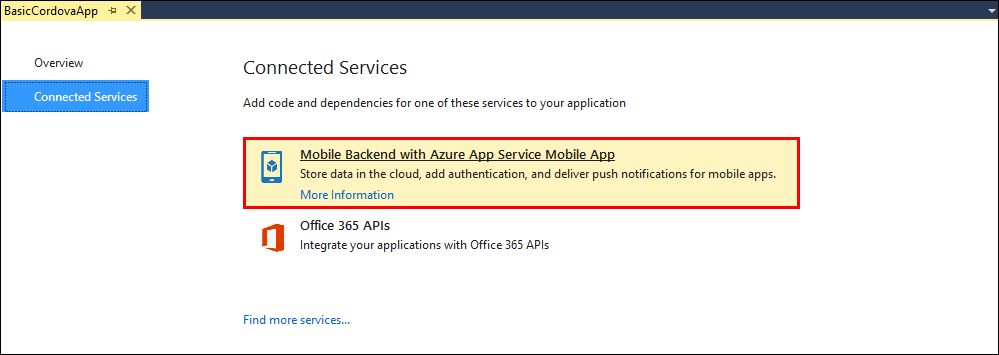 BasicCordovaApp
Overview
Connected Services
Connected Services
Add code and dependencies for one of these services to your application
Mobile Backend with Azure App Service Mobile App
Store data in the cloud, add authentication, and deliver push notifications for mobile apps.
More Information
Office 365 APIs
Integrate your applications with Office 365 APIs
Find more services...